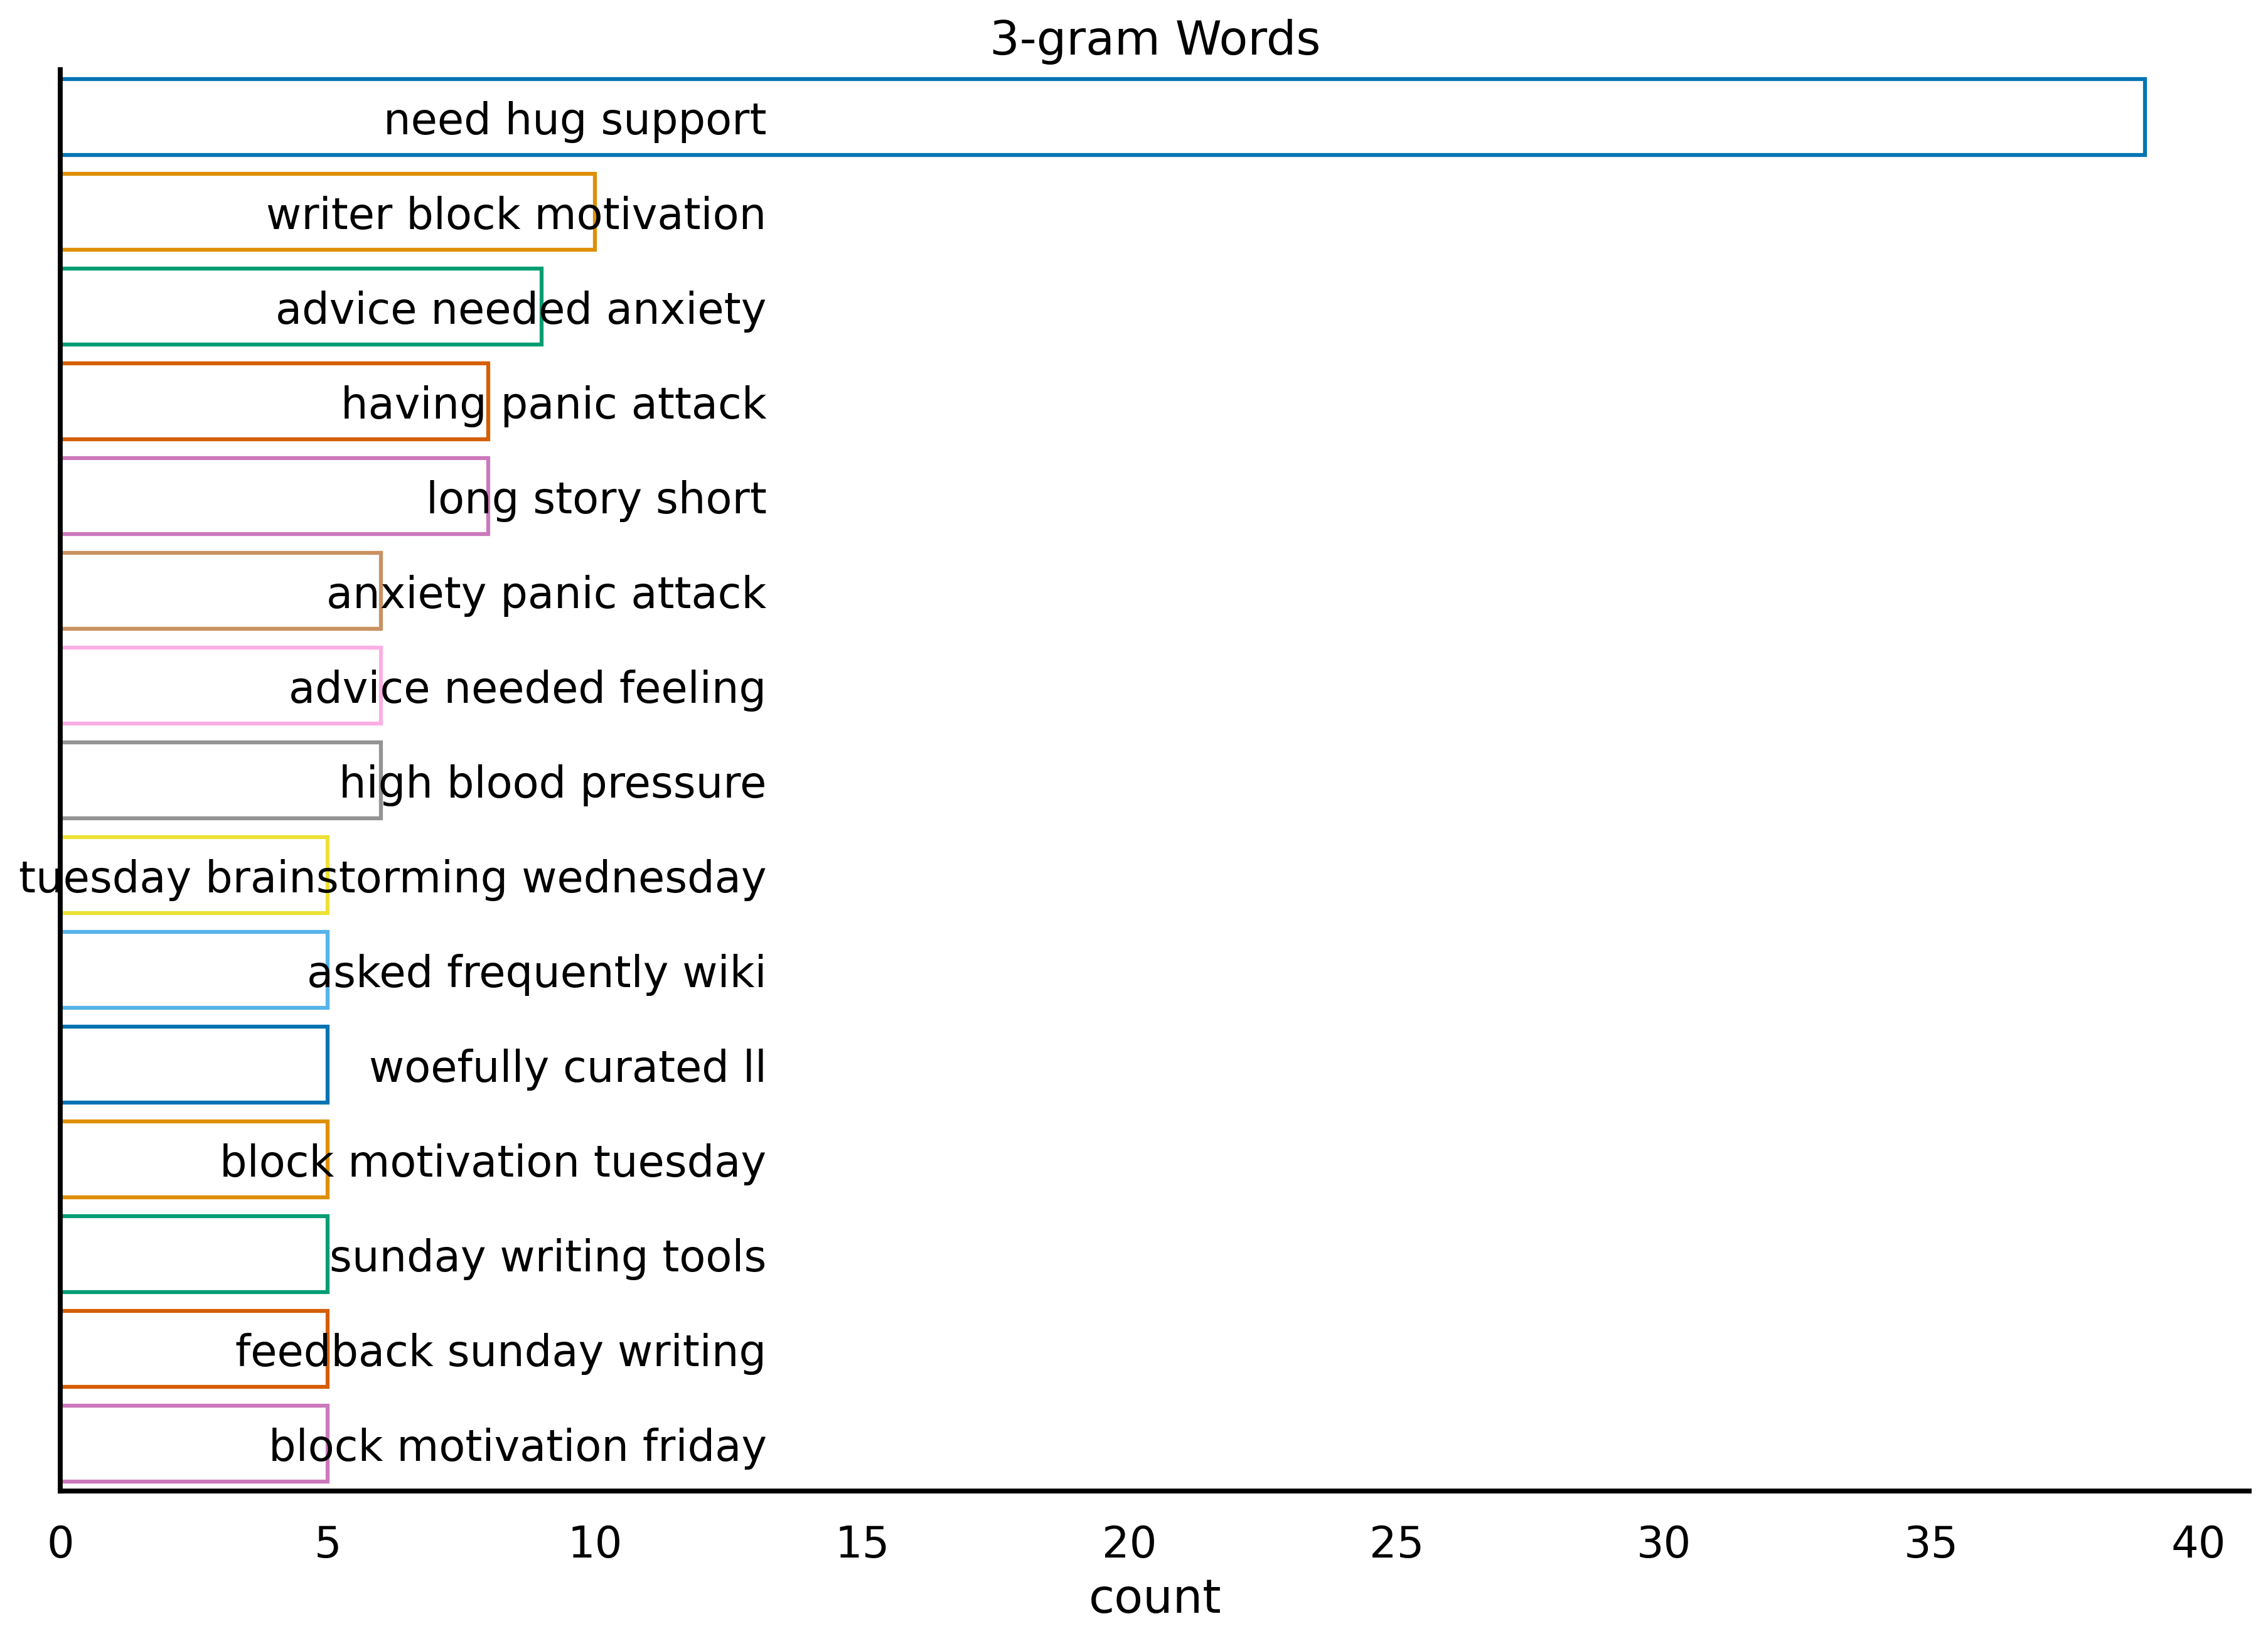 3-gram Words
need hug support
writer block motivation
advice needed anxiety
having panic attack
long story short
anxiety panic attack
advice needed feeling
high blood pressure
tuesday brainstorming wednesday
asked frequently wiki
woefully curated ll
block motivation tuesday
sunday writing tools
feedback sunday writing
block motivation friday
0 5 10 15 20 25 30 35 40
count